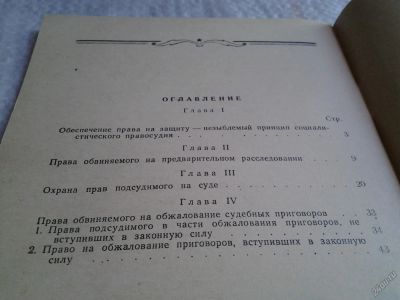 ОГЛАВЛЕНИЕ
Глава I
Стр.
Обеспечение права на защиту — незыблемый принцип социали-
стического правосудия 3
Глава II
Права обвиняемого на предварительном расследовании 9
Глава III
Охрана прав подсудимого на суде 20
Глава IV
Права обвиняемого на обжалование судебных приговоров 33
1. Права подсудимого в части обжалования приговоров, не
вступивших в законную силу 34
2. Право на обжалование приговоров, вступивших в законную
силу 43